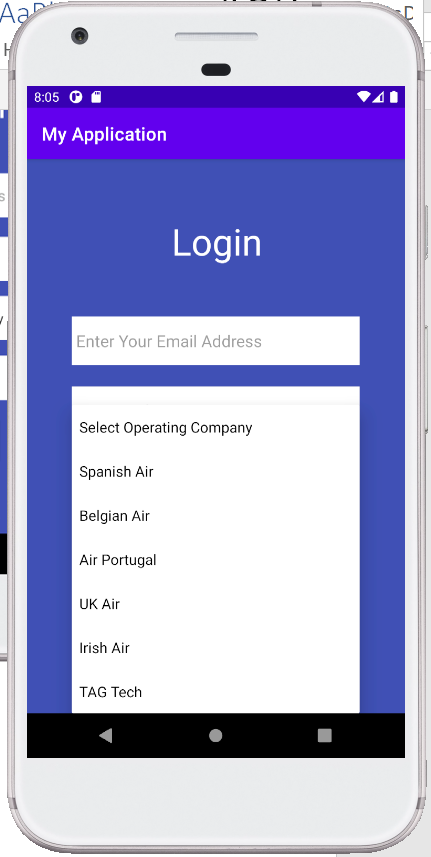 8:05
My Application
Login
Enter Your Email Address
Select Operating Company
Spanish Air
Belgian Air
Air Portugal
UK Air
Irish Air
TAG Tech